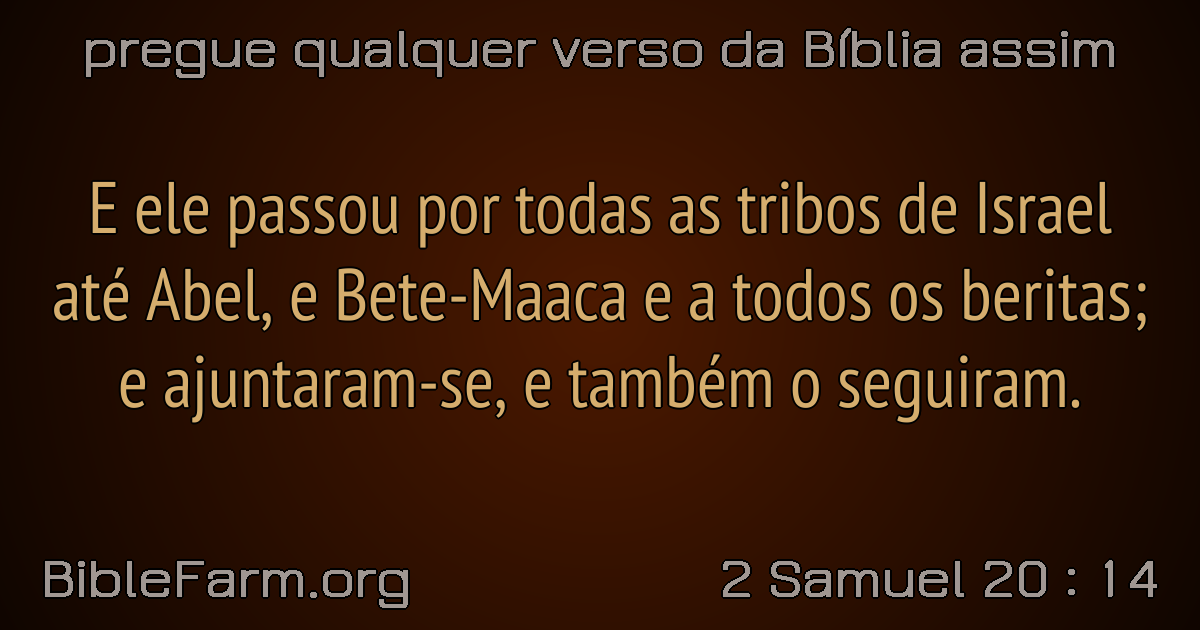 pregue qualquer verso da Bíblia assim
E ele passou por todas as tribos de Israel
até Abel, e Bete-Maaca e a todos os beritas;
e ajuntaram-se, e também o seguiram.
BibleFarm.org
2 Samuel 20 : 14